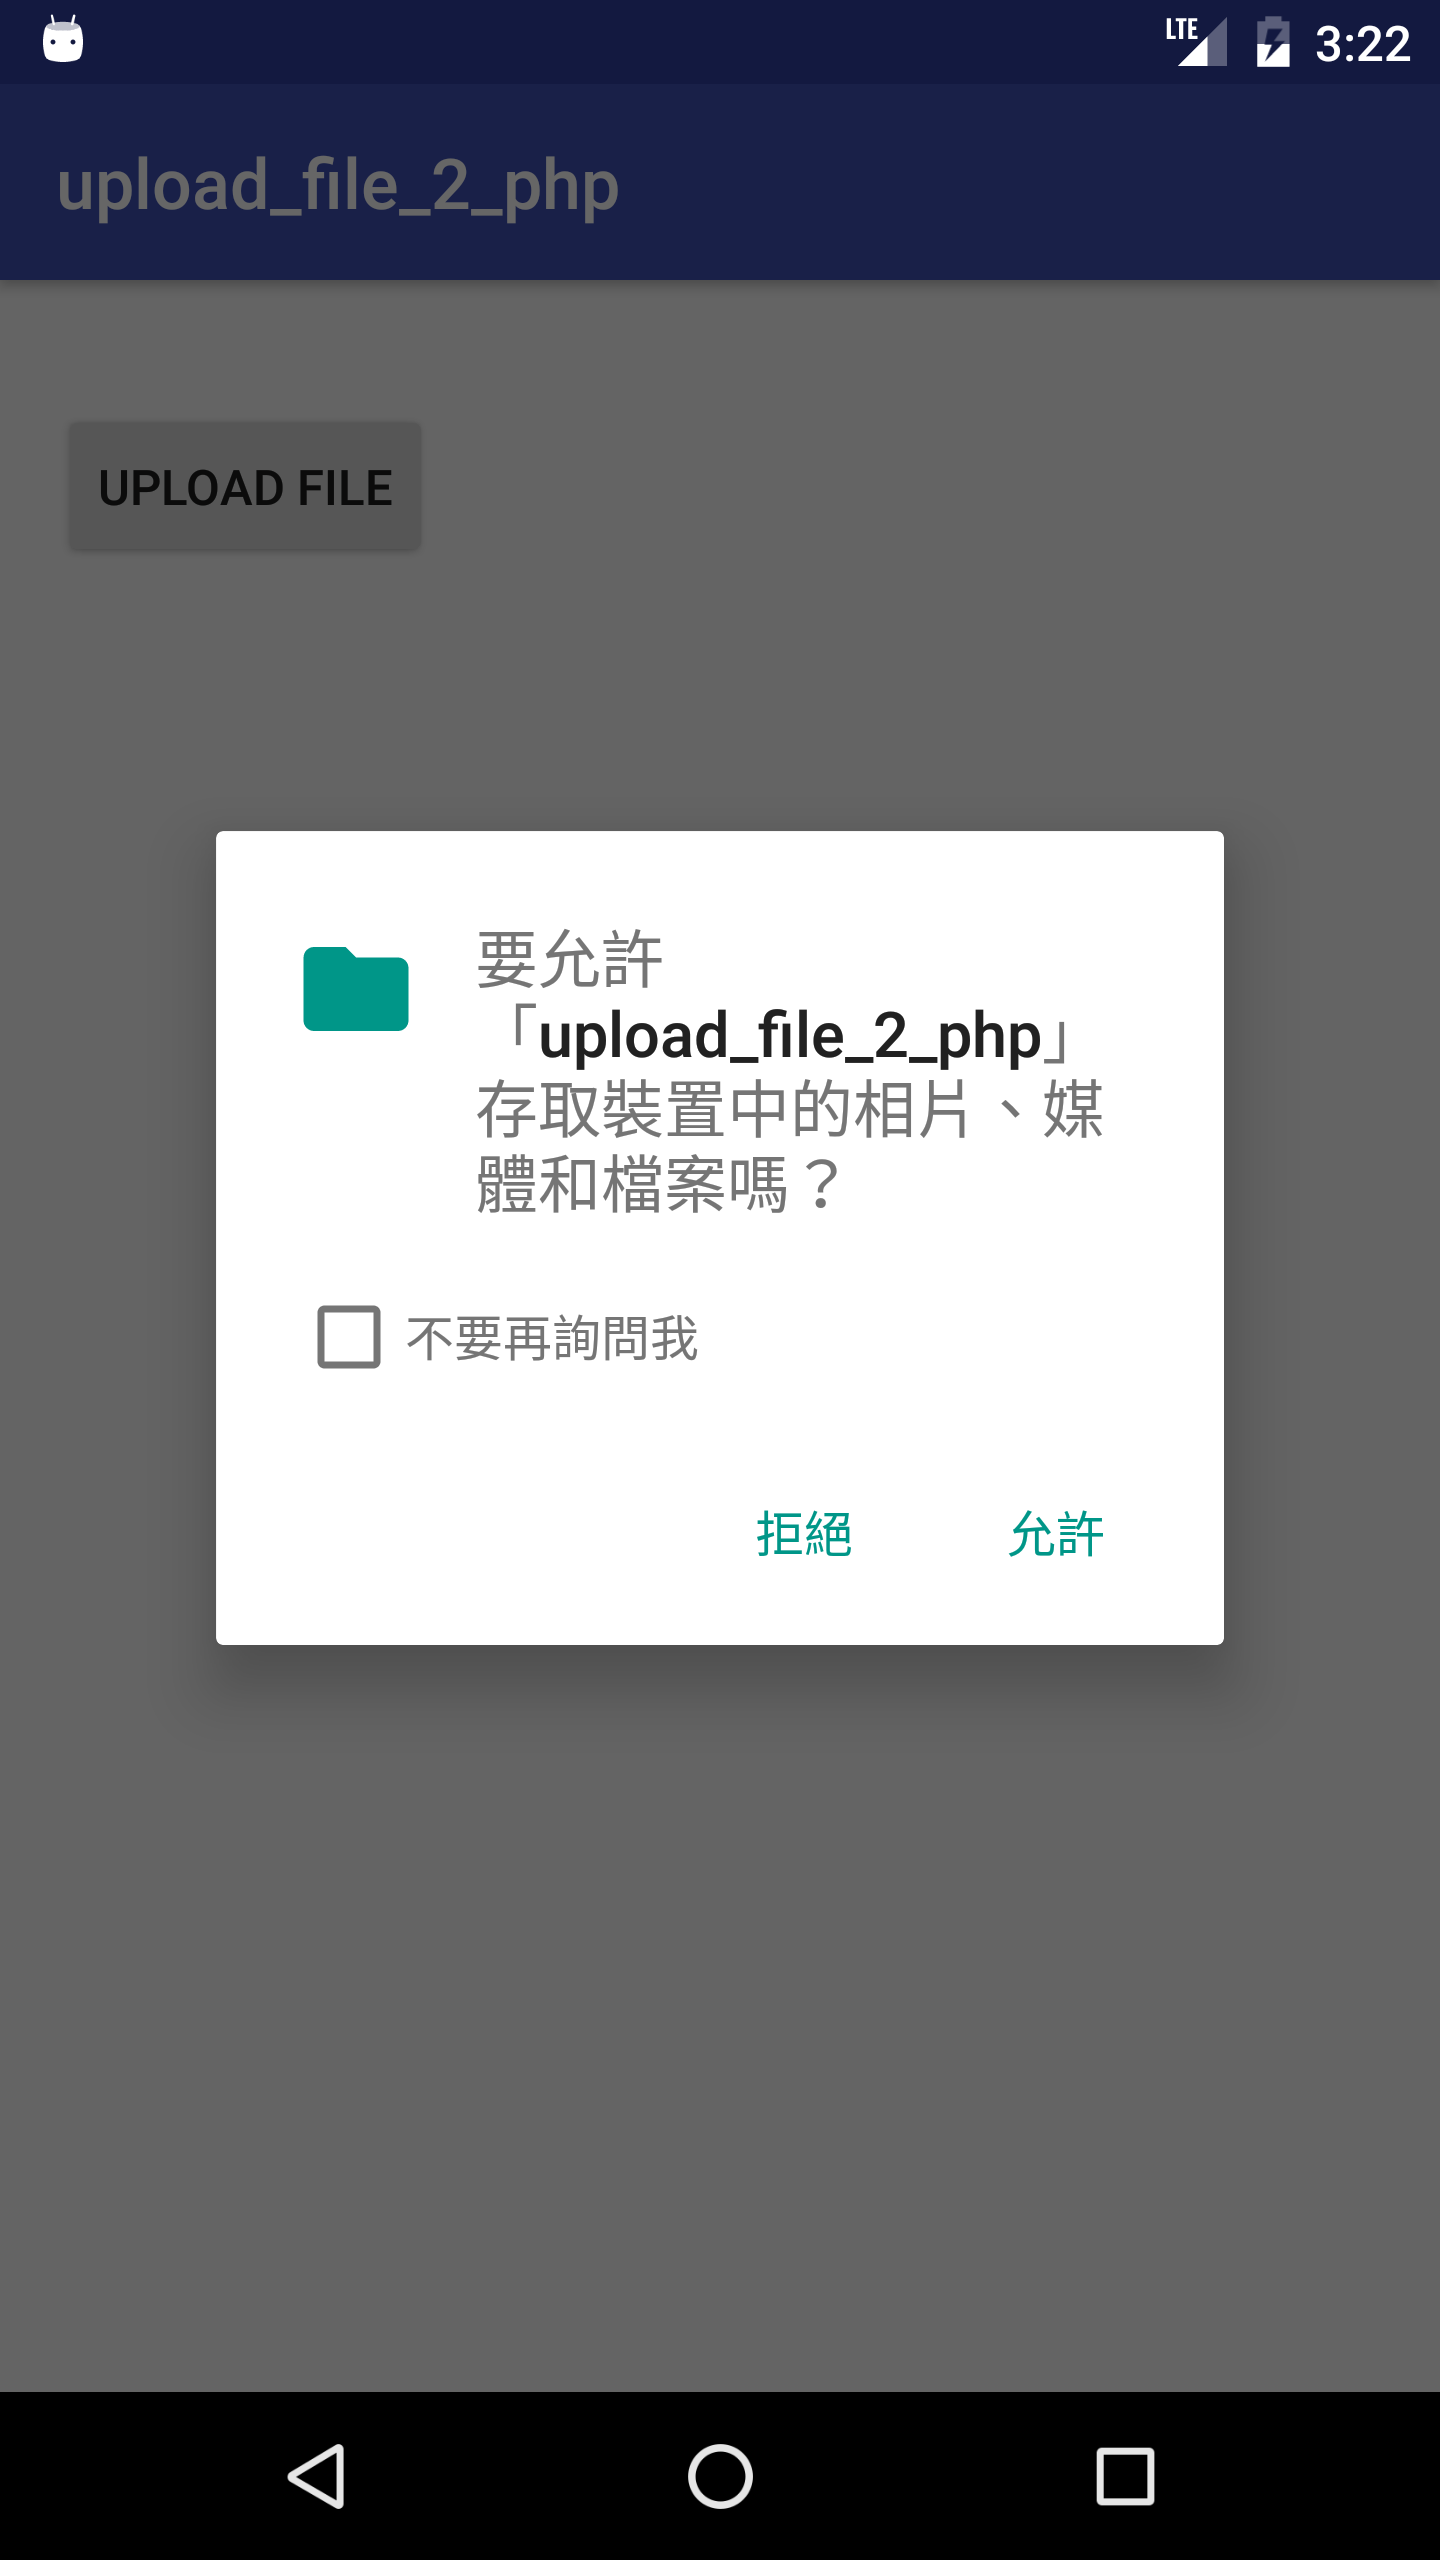 LTE 3:22
upload_file_2_php
UPLOAD FILE
要允許
「upload_file_2_php」
存取裝置中的相片、媒
體和檔案嗎？
不要再詢問我
拒絕 允許